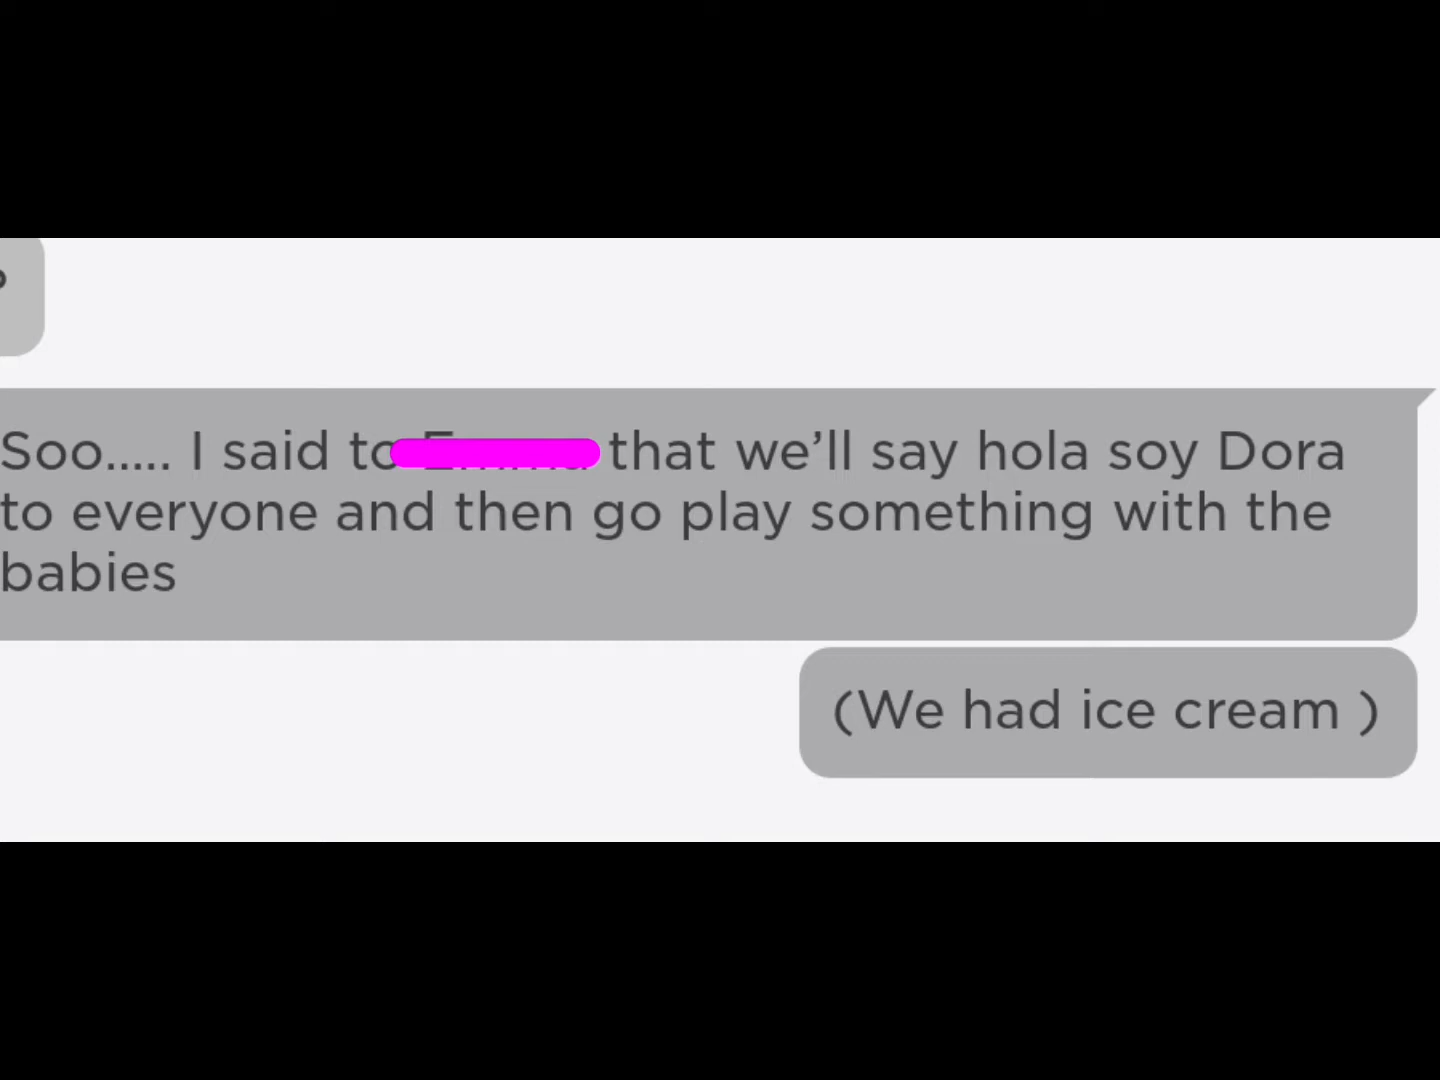 Soo..... I said to that we'll say hola soy Dora
to everyone and then go play something with the
babies
(We had ice cream )